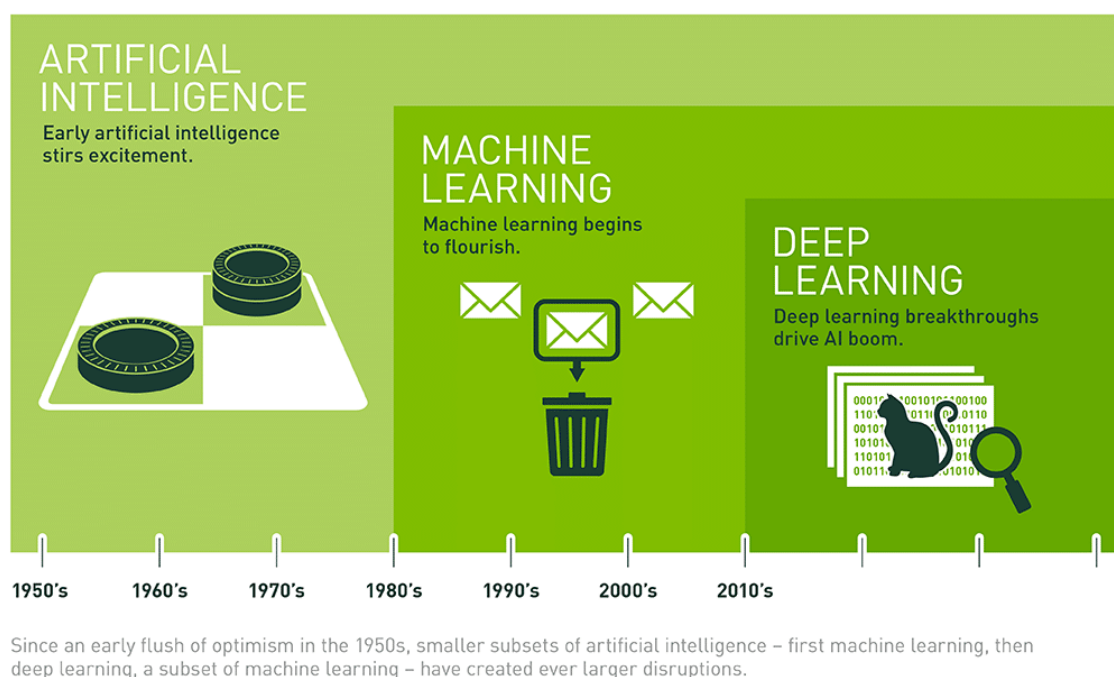 ARTIFICIAL
INTELLIGENCE
Early artificial intelligence
stirs excitement.
MACHINE
LEARNING
Machine learning begins
to flourish.
DEEP
LEARNING
Deep learning breakthroughs
drive AI boom.
1950's
1960's
1970's
1980's
1990's
2000's
2010's
Since an early flush of optimism in the 1950s, smaller subsets of artificial intelligence – first machine learning, then
deep learning, a subset of machine learning – have created ever larger disruptions.